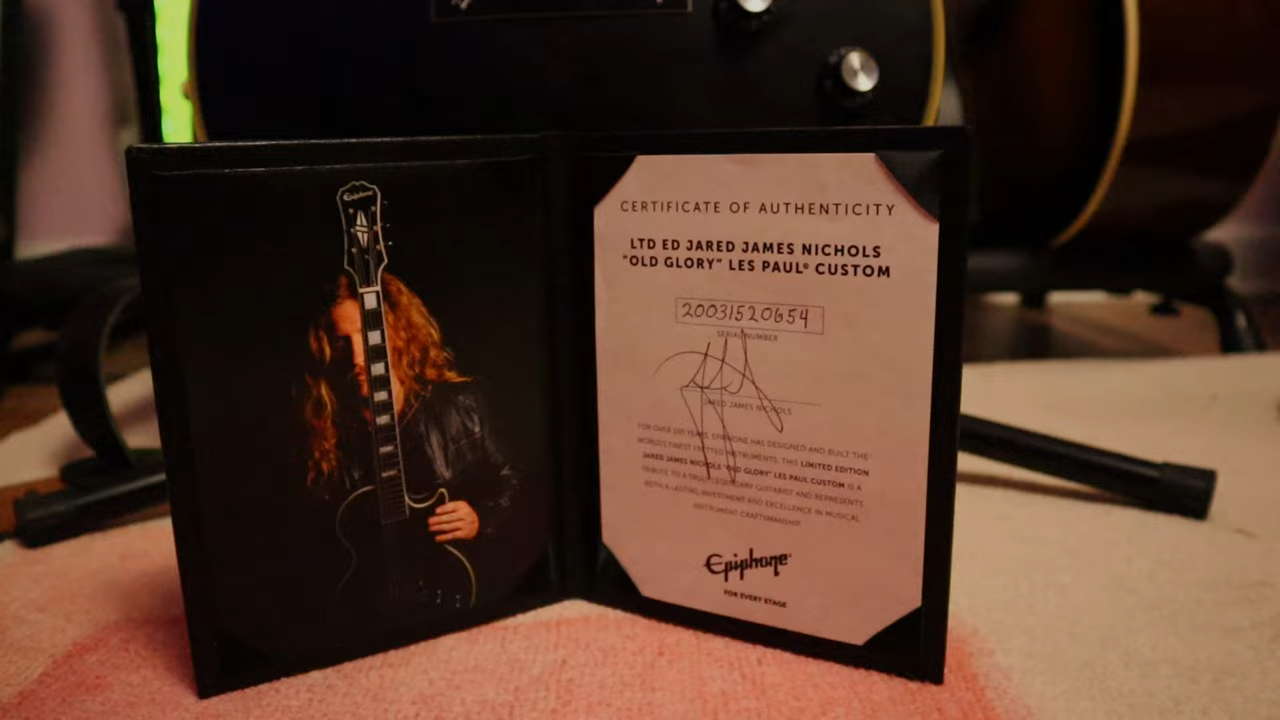 Epiphone
CERTIFICATE OF AUTHENTICITY
LTD ED JARED JAMES NICHOLS
"OLD GLORY" LES PAUL® CUSTOM
20031520654
SERIAL NUMBER
JARED JAMES NICHOLS
FOR OVER 100 YEARS, EPIPHONE HAS DESIGNED AND BUILT THE
WORLD'S FINEST FRETTED INSTRUMENTS. THIS LIMITED EDITION
JARED JAMES NICHOLS "OLD GLORY" LES PAUL CUSTOM IS A
TRIBUTE TO A TRULY LEGENDARY GUITARIST AND REPRESENTS
BOTH A LASTING INVESTMENT AND EXCELLENCE IN MUSICAL
INSTRUMENT CRAFTSMANSHIP.
Epiphone
FOR EVERY STAGE